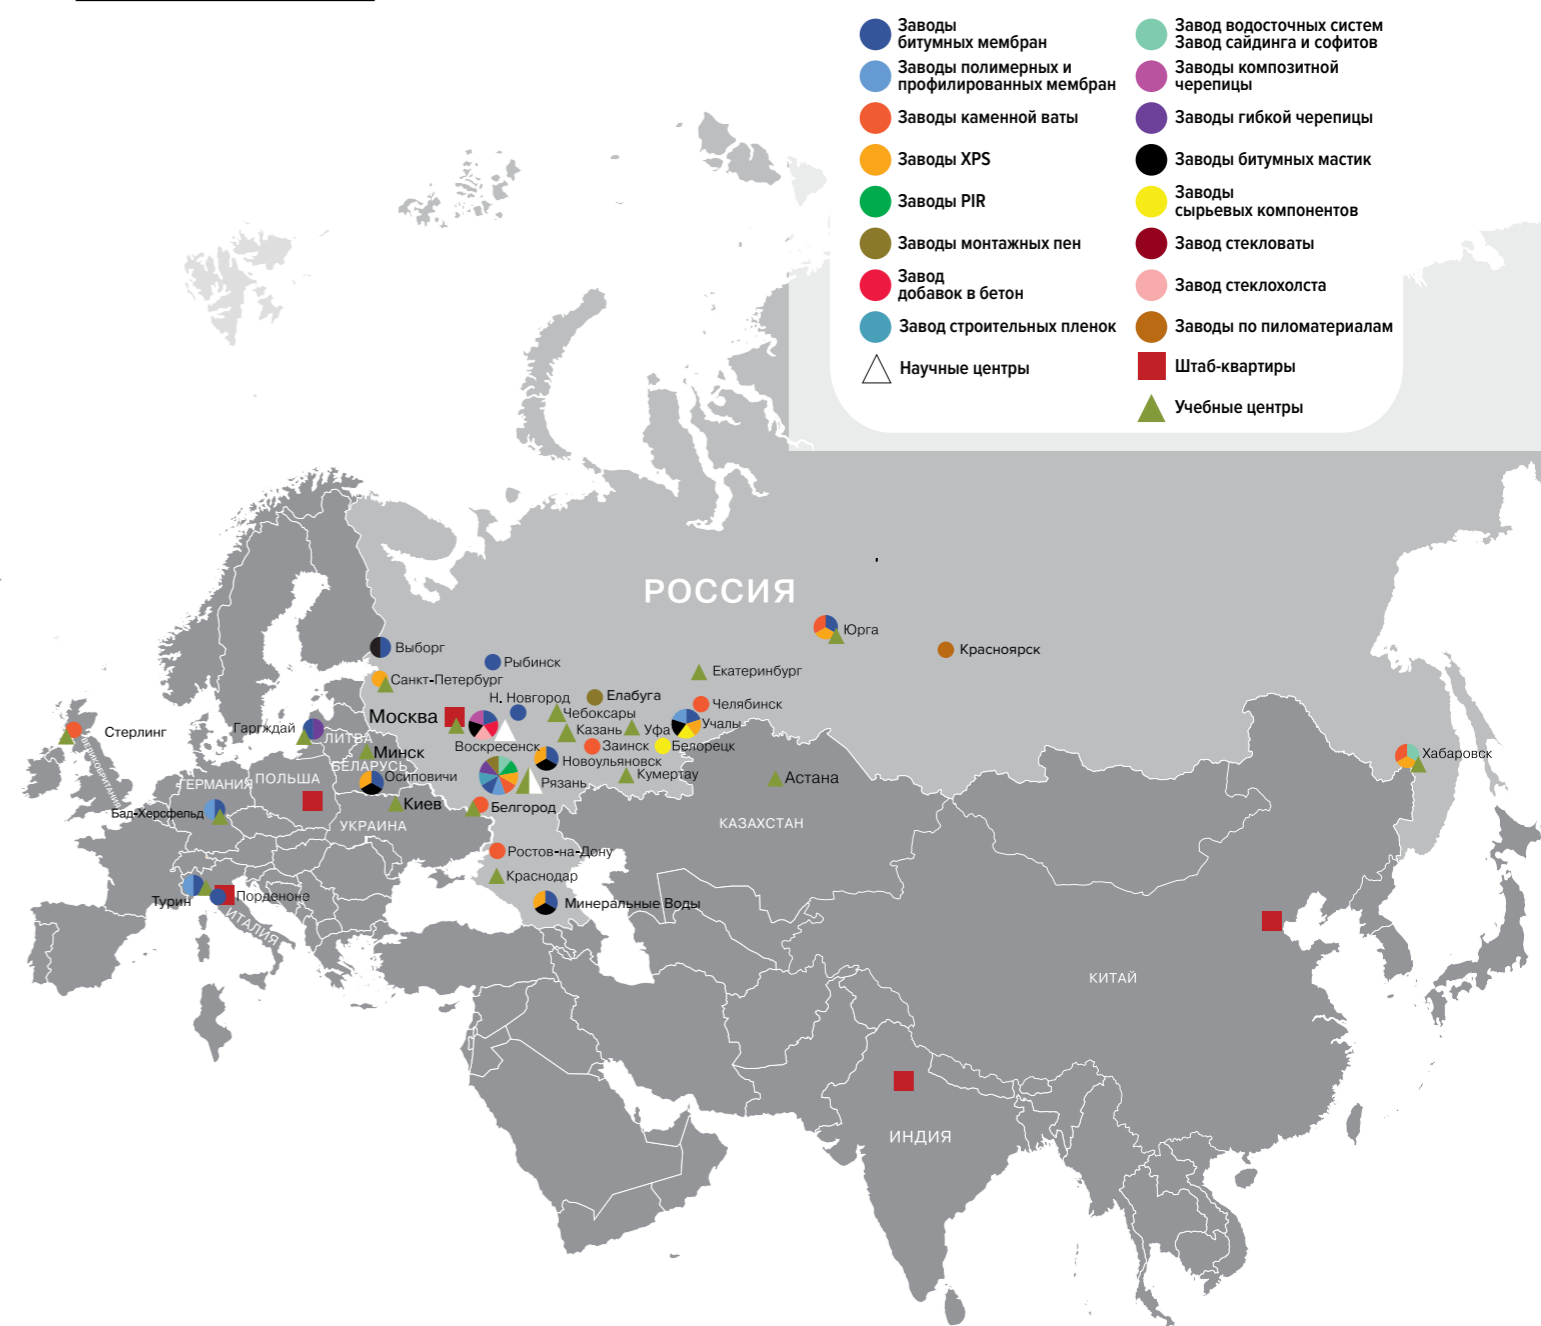 Заводы
битумных мембран
Заводы полимерных и
профилированных мембран
Заводы каменной ваты
Заводы XPS
Заводы PIR
Заводы монтажных пен
Завод
добавок в бетон
Завод строительных пленок
Научные центры
Завод водосточных систем
Завод сайдинга и софитов
Заводы композитной
черепицы
Заводы гибкой черепицы
Заводы битумных мастик
Заводы
сырьевых компонентов
Завод стекловаты
Завод стеклохолста
Заводы по пиломатериалам
Штаб-квартиры
Учебные центры
РОССИЯ
Юрга
Красноярск
Выборг
Рыбинск
Екатеринбург
Санкт-Петербург
Н. Новгород
Елабуга
Челябинск
Москва
Чебоксары
Гаргждай
Стерлинг
Казань
Уфа
Учалы
ЛИТВА
Воскресенск
Заинск
Белорецк
Минск
Хабаровск
БЕЛАРУСЬ
Новоульяновск
Осиповичи
Кумертау
Астана
ВЕЛИКОБРИТАНИЯ
ГЕРМАНИЯ
ПОЛЬША
Рязань
Киев
Белгород
Бад-Херсфельд
УКРАИНА
КАЗАХСТАН
Ростов-на-Дону
Краснодар
Турин
Порденоне
Минеральные Воды
ИТАЛИЯ
КИТАЙ
ИНДИЯ